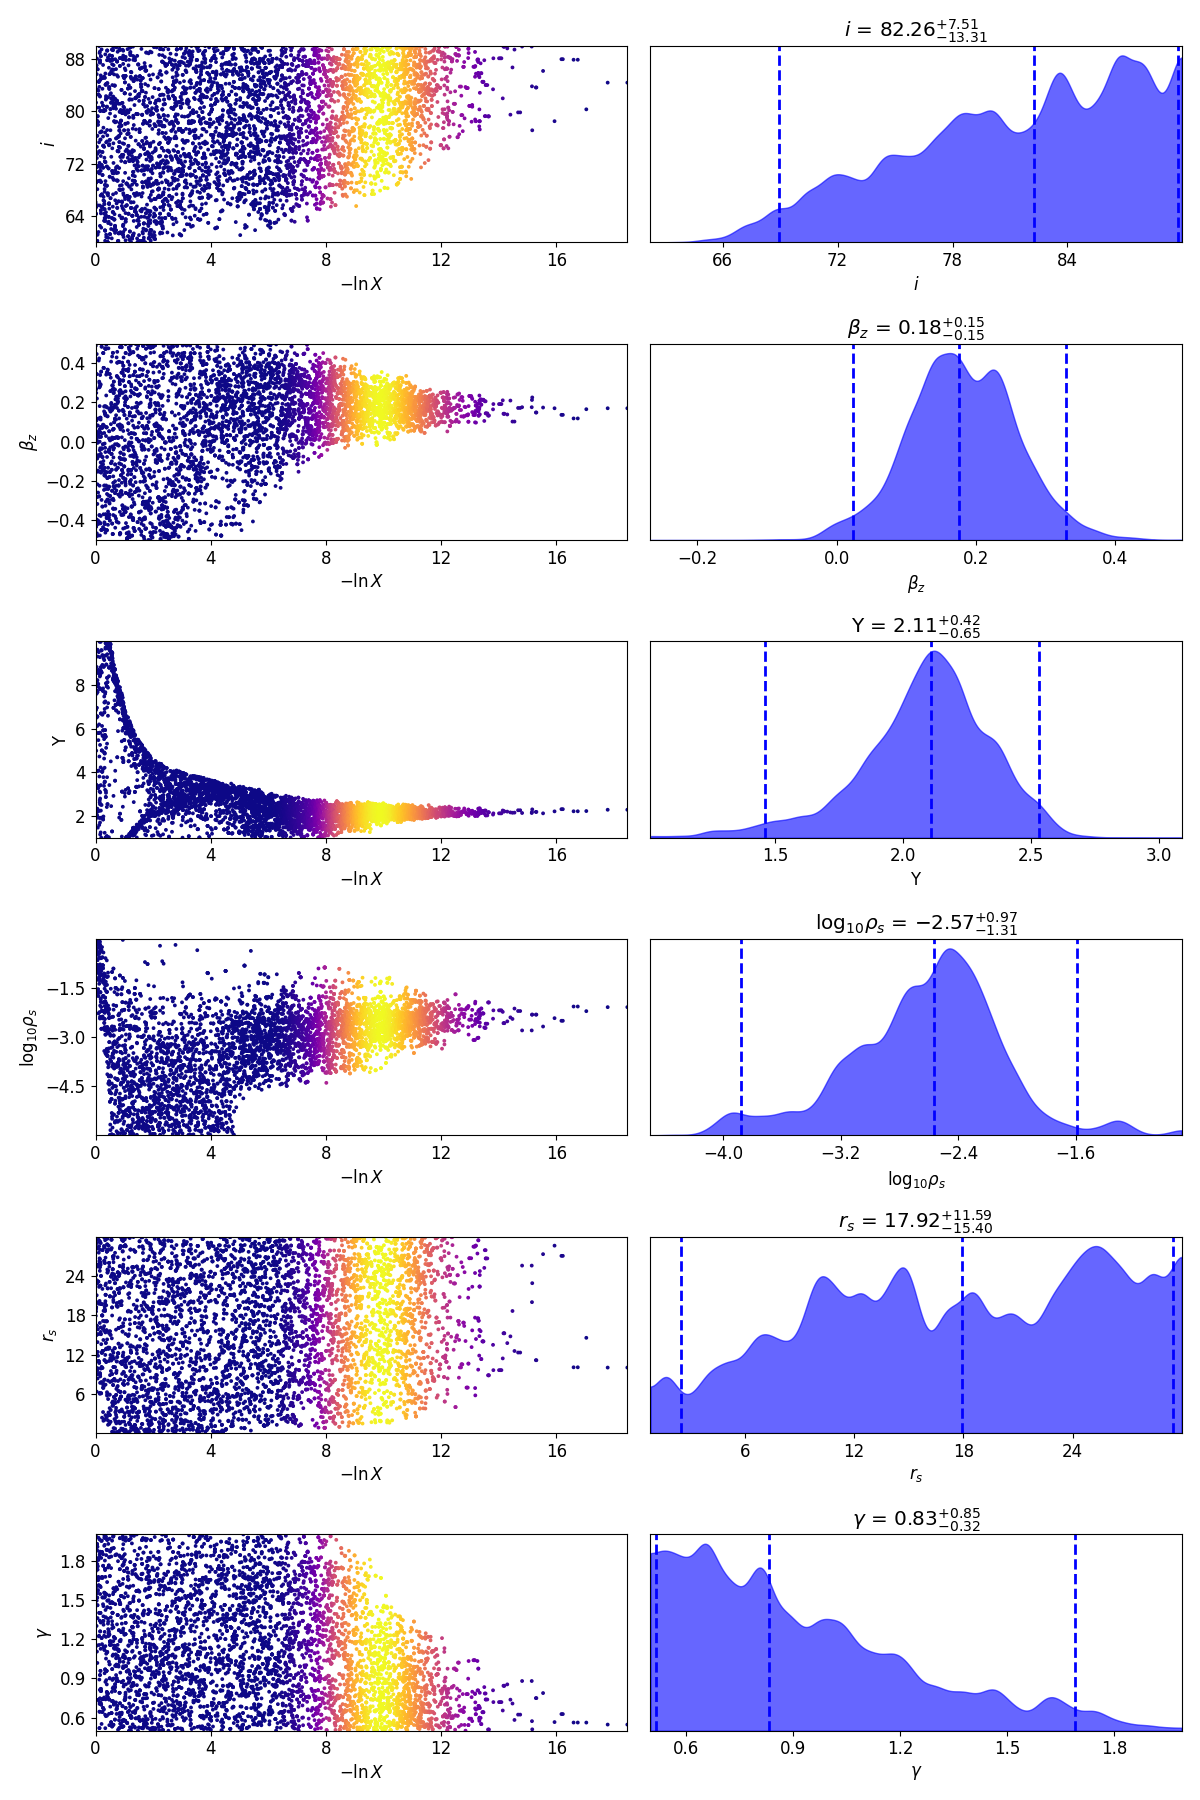 i = 82.26+7.51−13.31
88
80
72
64
i
0 4 8 12 16
−ln X
66 72 78 84
i
βz = 0.18+0.15−0.15
0.4
0.2
0.0
−0.2
−0.4
βz
0 4 8 12 16
−ln X
−0.2 0.0 0.2 0.4
βz
Y = 2.11+0.42−0.65
8
6
4
2
Y
0 4 8 12 16
−ln X
1.5 2.0 2.5 3.0
Y
log10ρs = −2.57+0.97−1.31
−1.5
−3.0
−4.5
log10ρs
0 4 8 12 16
−ln X
−4.0 −3.2 −2.4 −1.6
log10ρs
rs = 17.92+11.59−15.40
24
18
12
6
rs
0 4 8 12 16
−ln X
6 12 18 24
rs
γ = 0.83+0.85−0.32
1.8
1.5
1.2
0.9
0.6
γ
0 4 8 12 16
−ln X
0.6 0.9 1.2 1.5 1.8
γ